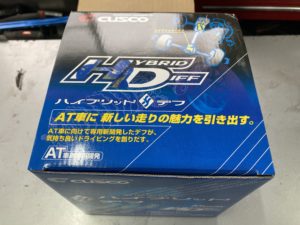 CUSCO
HYBRID
DIFF
ハイブリッドデフ
AT車に 新しい走りの魅力を引き出す。
AT車に向けて専用新開発したデフが、
気持ち良いドライビングを創りだす。